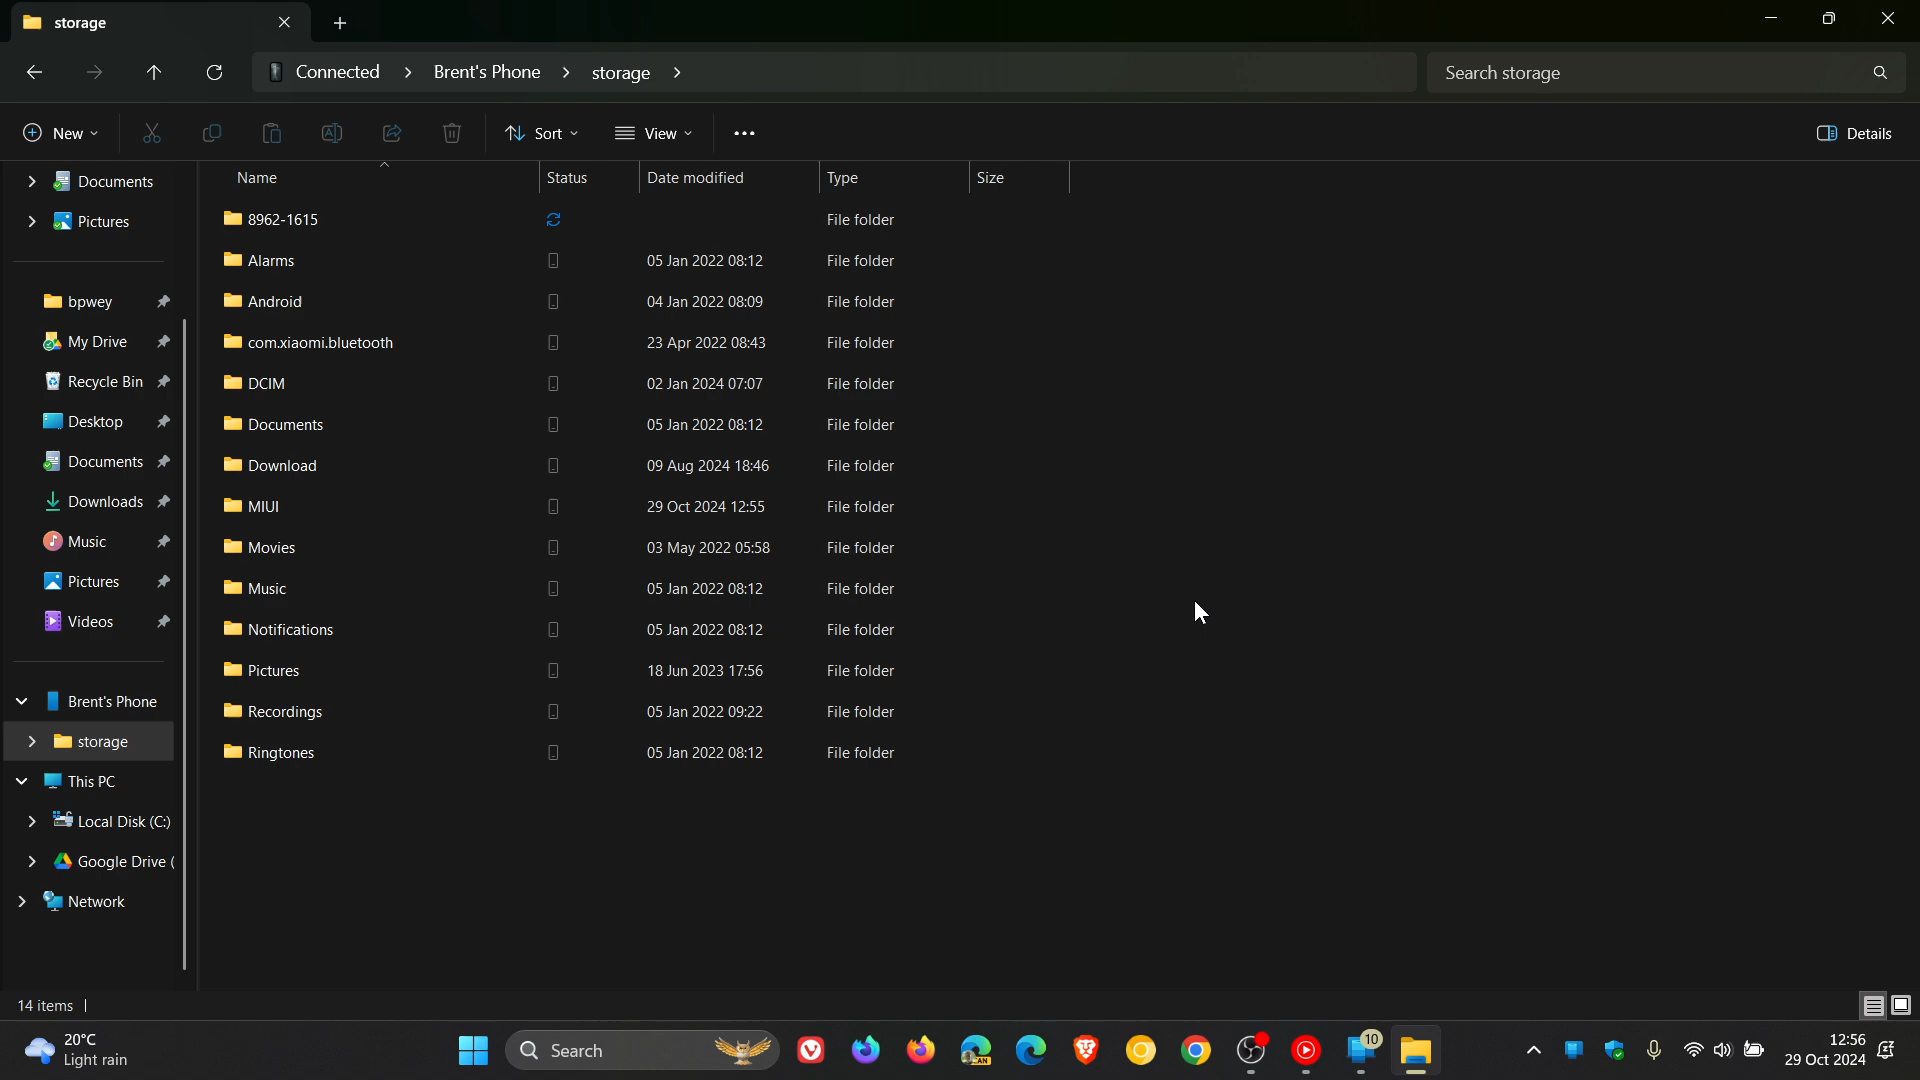 storage
Connected > Brent's Phone > storage >
Search storage
New
Sort
View
Details
Documents
Pictures
bpwey
My Drive
Recycle Bin
Desktop
Documents
Downloads
Music
Pictures
Videos
Brent's Phone
storage
This PC
Local Disk (C:)
Google Drive (
Network
Name Status Date modified Type Size
8962-1615 File folder
Alarms 05 Jan 2022 08:12 File folder
Android 04 Jan 2022 08:09 File folder
com.xiaomi.bluetooth 23 Apr 2022 08:43 File folder
DCIM 02 Jan 2024 07:07 File folder
Documents 05 Jan 2022 08:12 File folder
Download 09 Aug 2024 18:46 File folder
MIUI 29 Oct 2024 12:55 File folder
Movies 03 May 2022 05:58 File folder
Music 05 Jan 2022 08:12 File folder
Notifications 05 Jan 2022 08:12 File folder
Pictures 18 Jun 2023 17:56 File folder
Recordings 05 Jan 2022 09:22 File folder
Ringtones 05 Jan 2022 08:12 File folder
14 items
20°C
Light rain
Search
CAN
10
12:56
29 Oct 2024